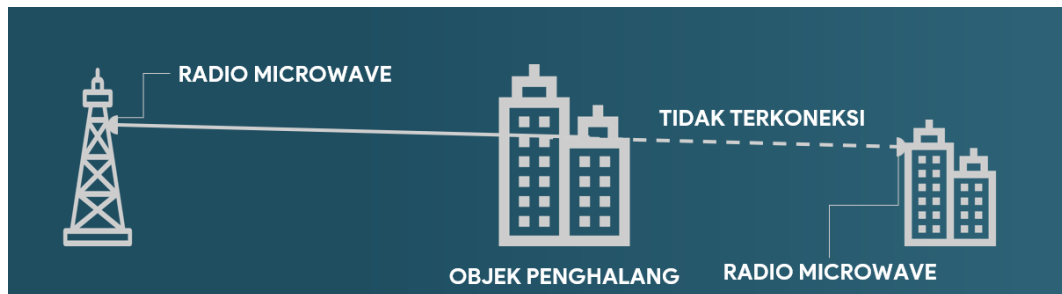 RADIO MICROWAVE
TIDAK TERKONEKSI
OBJEK PENGHALANG
RADIO MICROWAVE